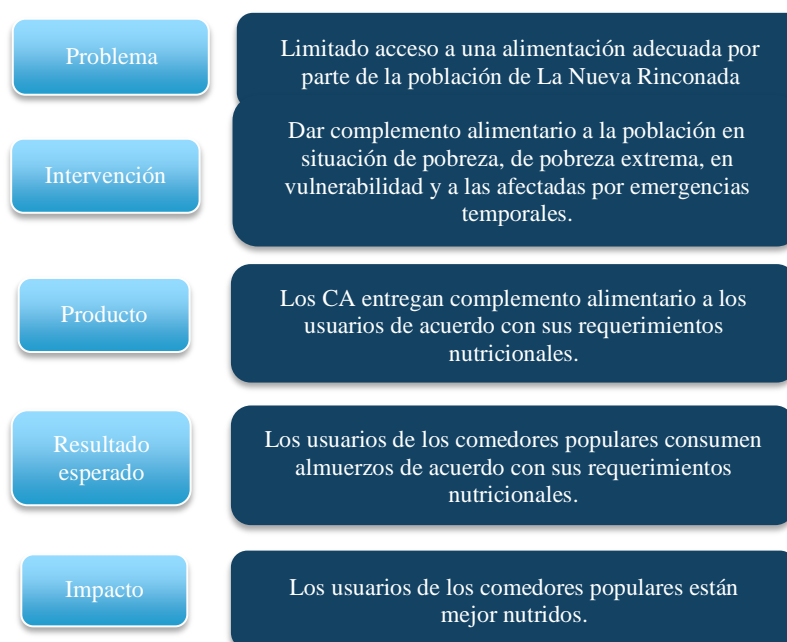 Problema
Limitado acceso a una alimentación adecuada por
parte de la población de La Nueva Rinconada
Intervención
Dar complemento alimentario a la población en
situación de pobreza, de pobreza extrema, en
vulnerabilidad y a las afectadas por emergencias
temporales.
Producto
Los CA entregan complemento alimentario a los
usuarios de acuerdo con sus requerimientos
nutricionales.
Resultado
esperado
Los usuarios de los comedores populares consumen
almuerzos de acuerdo con sus requerimientos
nutricionales.
Impacto
Los usuarios de los comedores populares están
mejor nutridos.